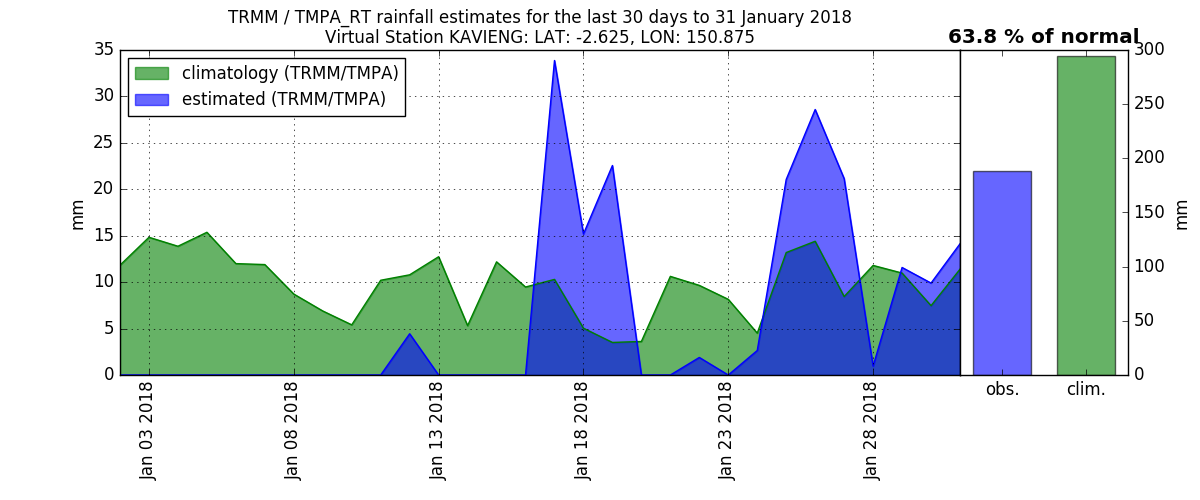 TRMM / TMPA_RT rainfall estimates for the last 30 days to 31 January 2018
Virtual Station KAVIENG: LAT: -2.625, LON: 150.875
63.8 % of normal
climatology (TRMM/TMPA)
estimated (TRMM/TMPA)
35
30
25
20
15
10
5
0
mm
Jan 03 2018
Jan 08 2018
Jan 13 2018
Jan 18 2018
Jan 23 2018
Jan 28 2018
obs.
clim.
300
250
200
150
100
50
0
mm